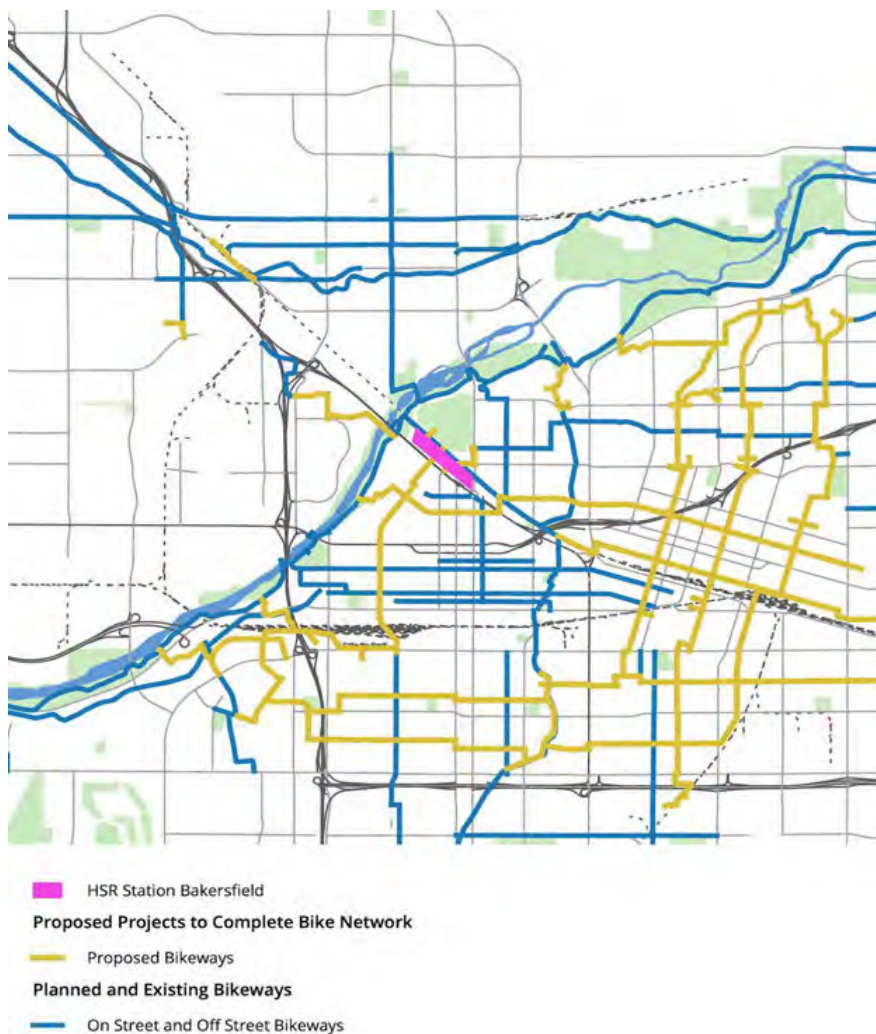 HSR Station Bakersfield
Proposed Projects to Complete Bike Network
Proposed Bikeways
Planned and Existing Bikeways
On Street and Off Street Bikeways